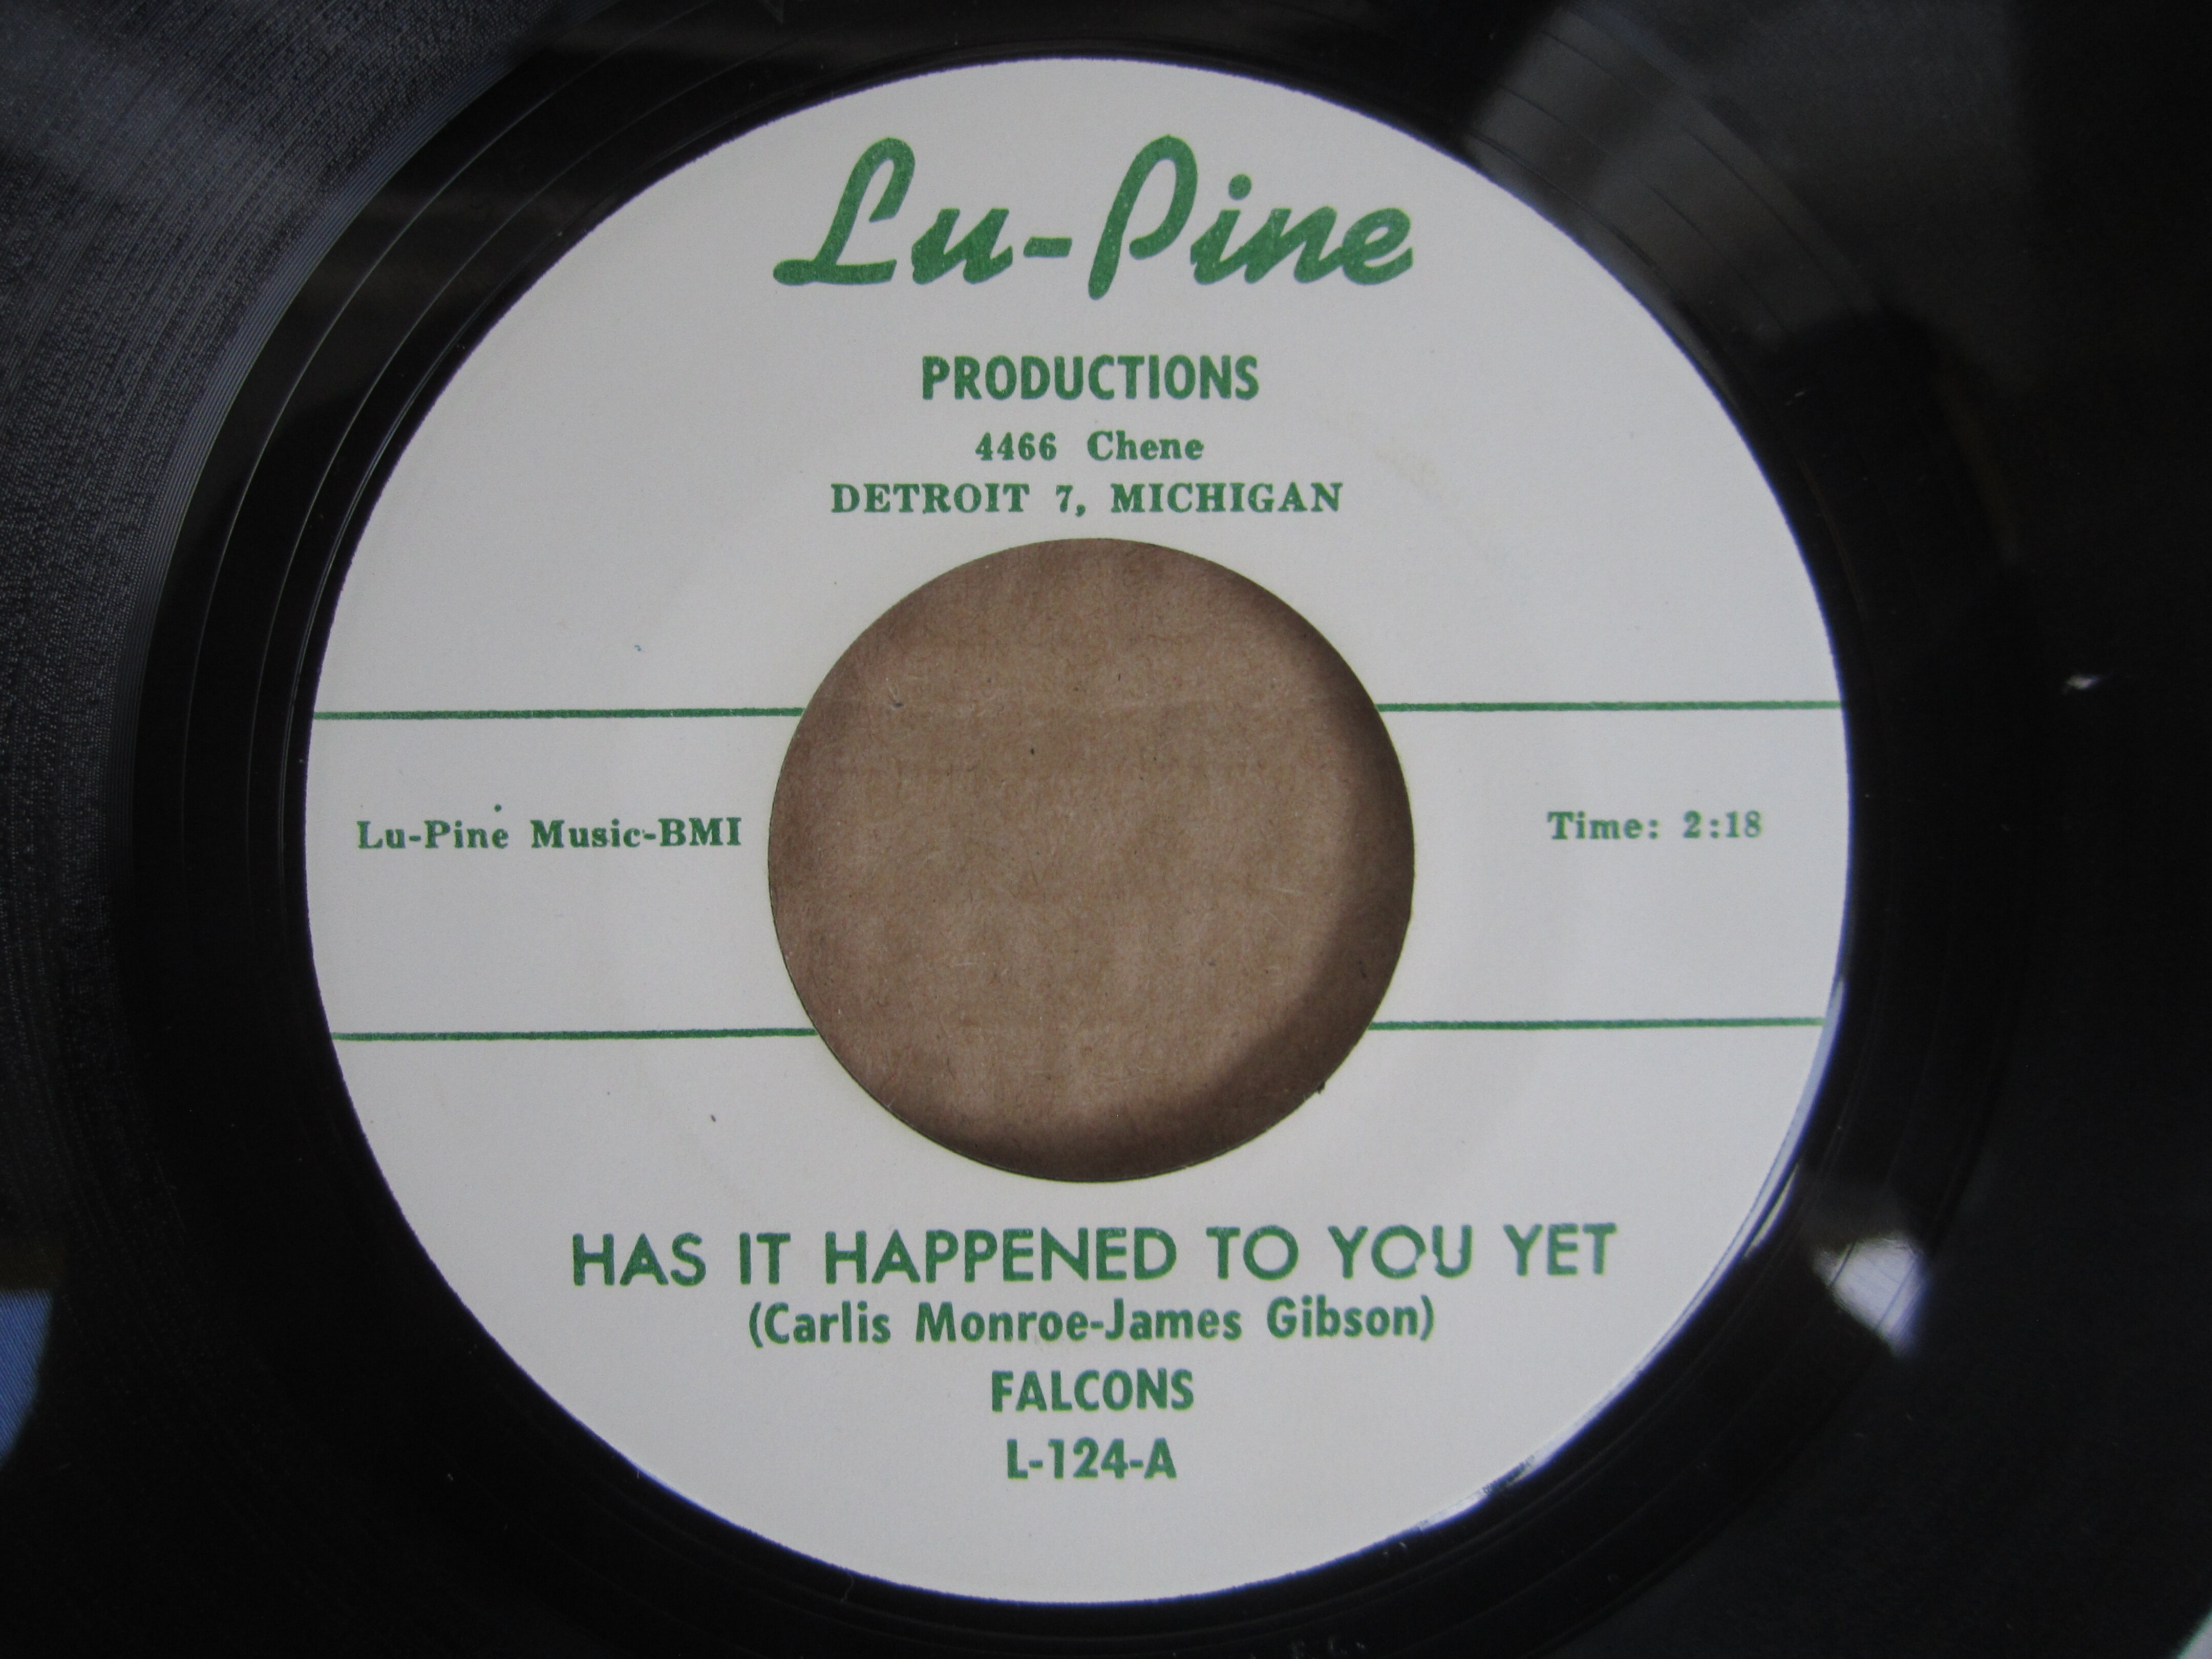 Lu-Pine
PRODUCTIONS
4466 Chene
DETROIT 7, MICHIGAN
Lu-Pine Music-BMI
Time: 2:18
HAS IT HAPPENED TO YOU YET
(Carlis Monroe-James Gibson)
FALCONS
L-124-A